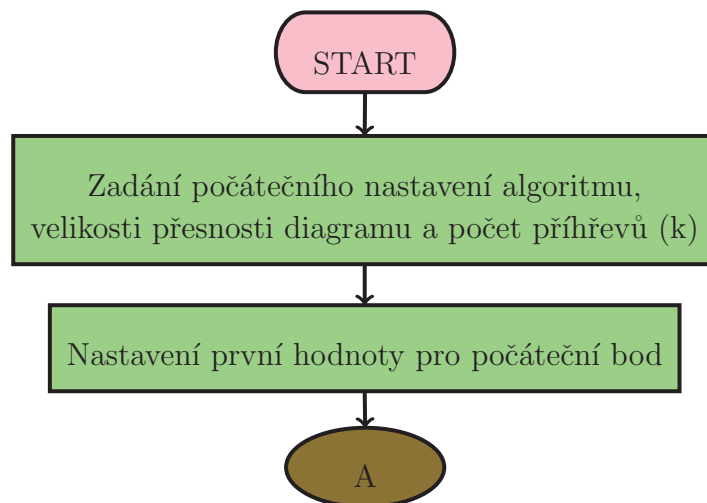 START
Zadání počátečního nastavení algoritmu,
velikosti přesnosti diagramu a počet příhřevů (k)
Nastavení první hodnoty pro počáteční bod
A